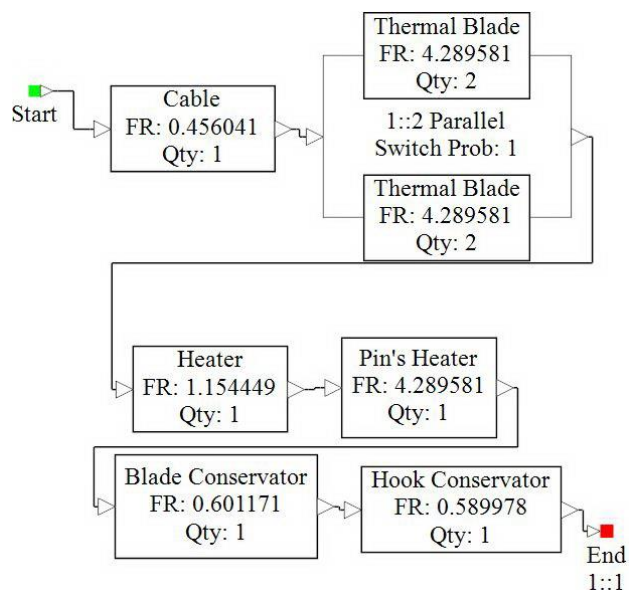 Thermal Blade
FR: 4.289581
Qty: 2
Start
Cable
FR: 0.456041
Qty: 1
1::2 Parallel
Switch Prob: 1
Thermal Blade
FR: 4.289581
Qty: 2
Heater
FR: 1.154449
Qty: 1
Pin's Heater
FR: 4.289581
Qty: 1
Blade Conservator
FR: 0.601171
Qty: 1
Hook Conservator
FR: 0.589978
Qty: 1
End
1::1